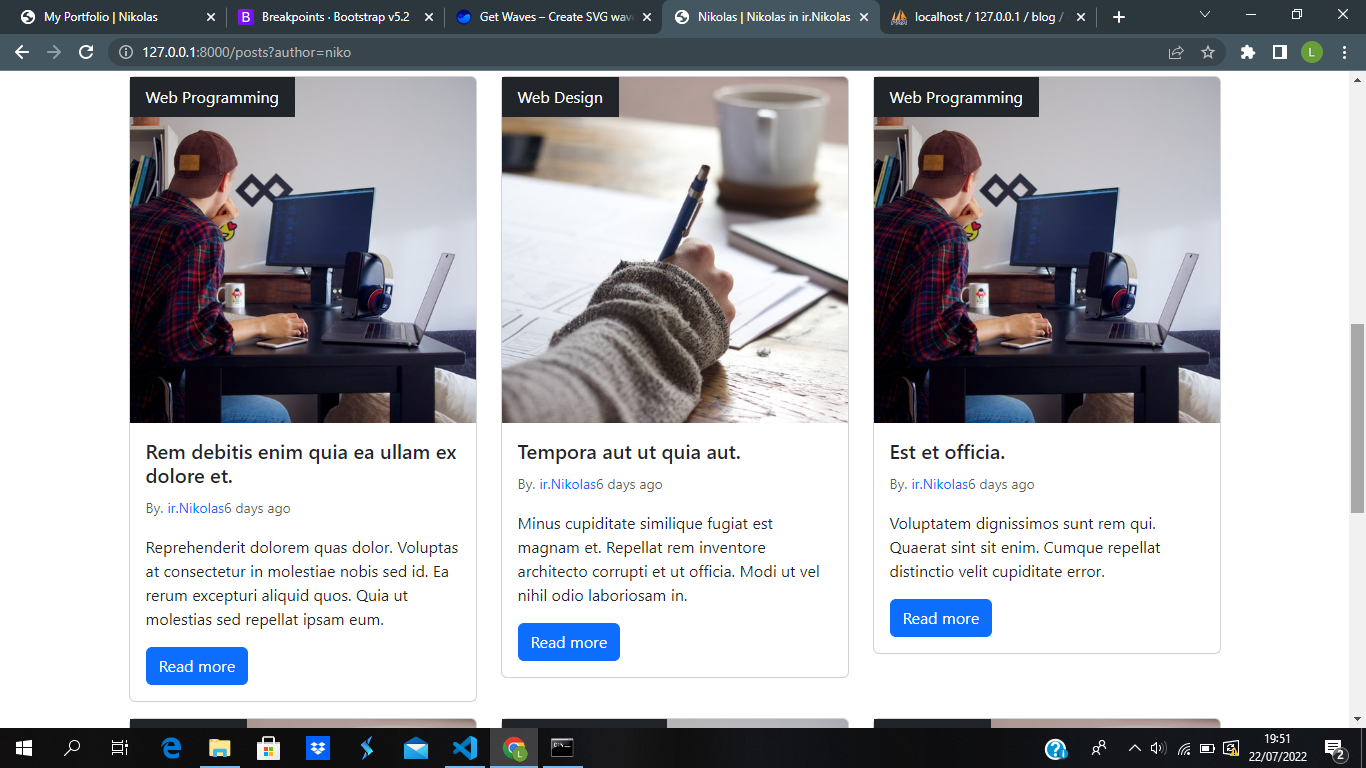 My Portfolio | Nikolas
Breakpoints · Bootstrap v5.2
Get Waves – Create SVG wav
Nikolas | Nikolas in ir.Nikolas
localhost / 127.0.0.1 / blog /
127.0.0.1:8000/posts?author=niko
L
Web Programming
Web Design
Web Programming
Rem debitis enim quia ea ullam ex
dolore et.
By. ir.Nikolas6 days ago
Reprehenderit dolorem quas dolor. Voluptas
at consectetur in molestiae nobis sed id. Ea
rerum excepturi aliquid quos. Quia ut
molestias sed repellat ipsam eum.
Read more
Tempora aut ut quia aut.
By. ir.Nikolas6 days ago
Minus cupiditate similique fugiat est
magnam et. Repellat rem inventore
architecto corrupti et ut officia. Modi ut vel
nihil odio laboriosam in.
Read more
Est et officia.
By. ir.Nikolas6 days ago
Voluptatem dignissimos sunt rem qui.
Quaerat sint sit enim. Cumque repellat
distinctio velit cupiditate error.
Read more
19:51
22/07/2022
2